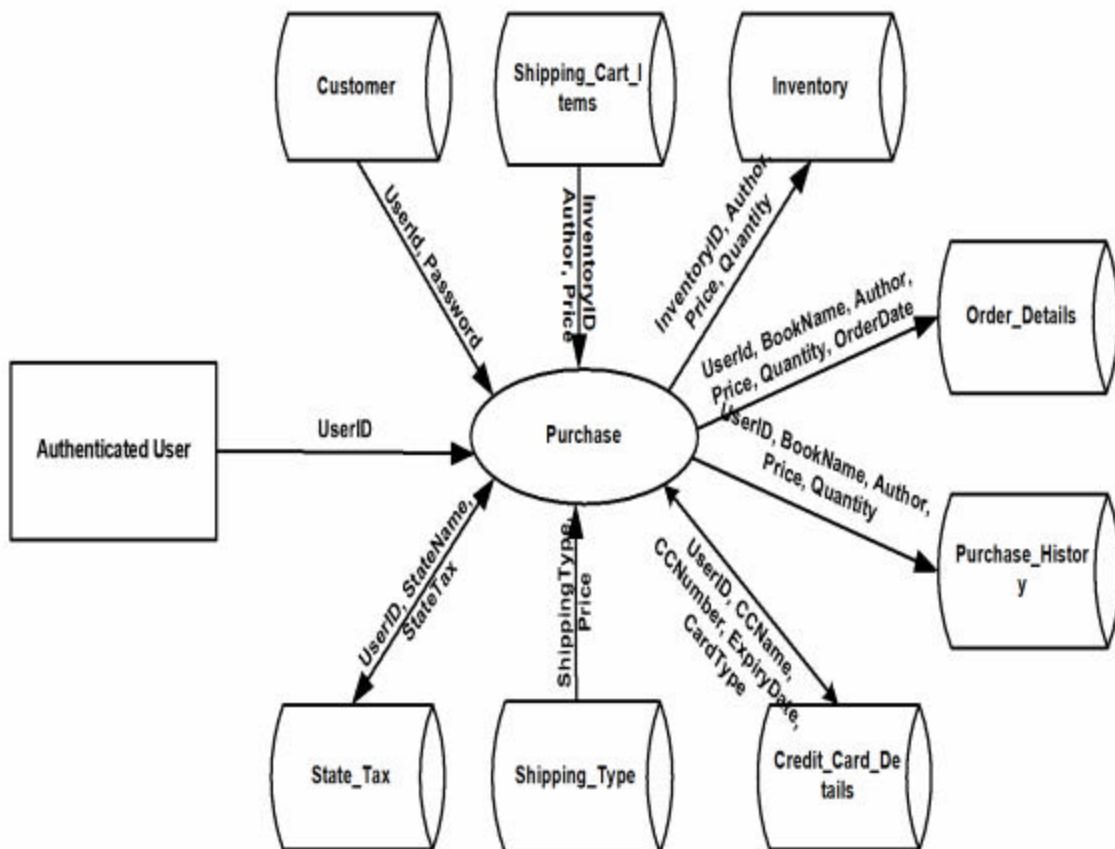 Customer
Shipping_Cart_I
tems
Inventory
UserId, Password
InventoryID
Author, Price
InventoryID, Author,
Price, Quantity
Order_Details
UserId, BookName, Author,
Price, Quantity, OrderDate
Authenticated User
UserID
Purchase
UserID, BookName, Author,
Price, Quantity
Purchase_Histor
y
UserID, StateName,
StateTax
ShippingType,
Price
UserID, CCName,
CCNumber, ExpiryDate,
CardType
State_Tax
Shipping_Type
Credit_Card_De
tails